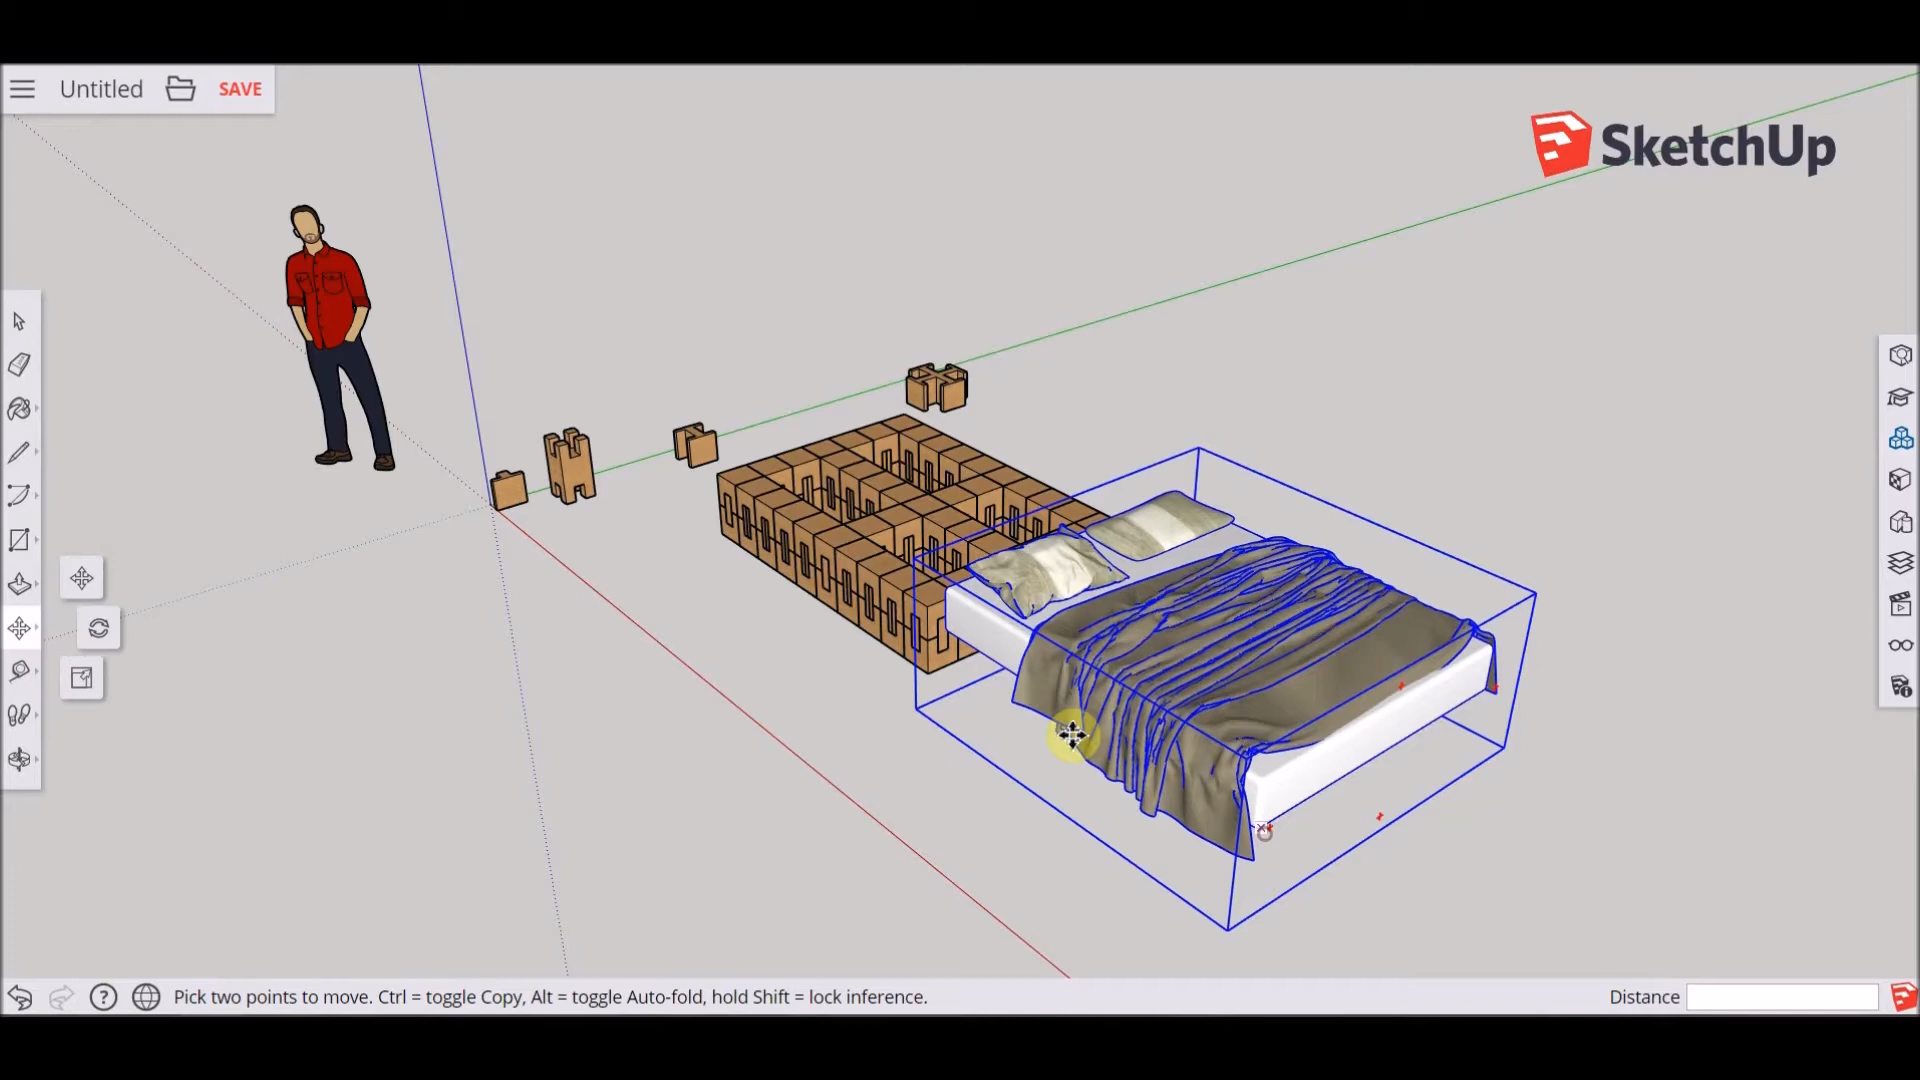 Untitled
SAVE
SketchUp
Pick two points to move. Ctrl = toggle Copy, Alt = toggle Auto-fold, hold Shift = lock inference.
Distance